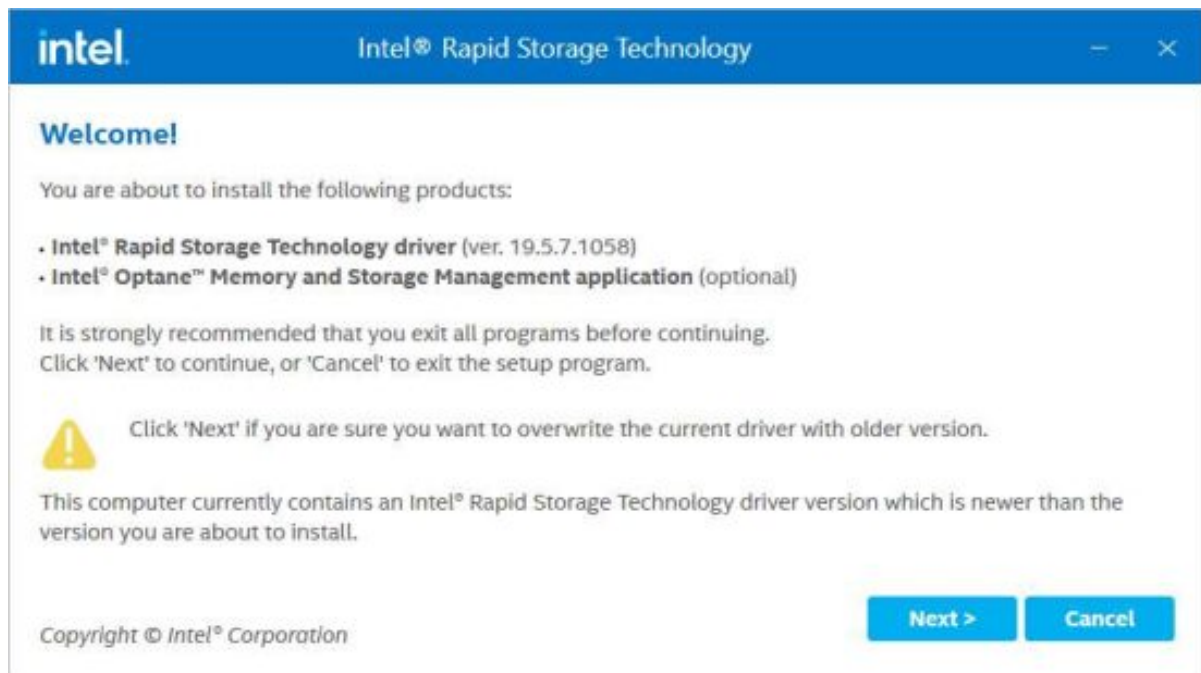 intel.
Intel® Rapid Storage Technology
Welcome!
You are about to install the following products:
• Intel® Rapid Storage Technology driver (ver. 19.5.7.1058)
• Intel® Optane™ Memory and Storage Management application (optional)
It is strongly recommended that you exit all programs before continuing.
Click 'Next' to continue, or 'Cancel' to exit the setup program.
Click 'Next' if you are sure you want to overwrite the current driver with older version.
This computer currently contains an Intel® Rapid Storage Technology driver version which is newer than the
version you are about to install.
Next >
Cancel
Copyright © Intel® Corporation